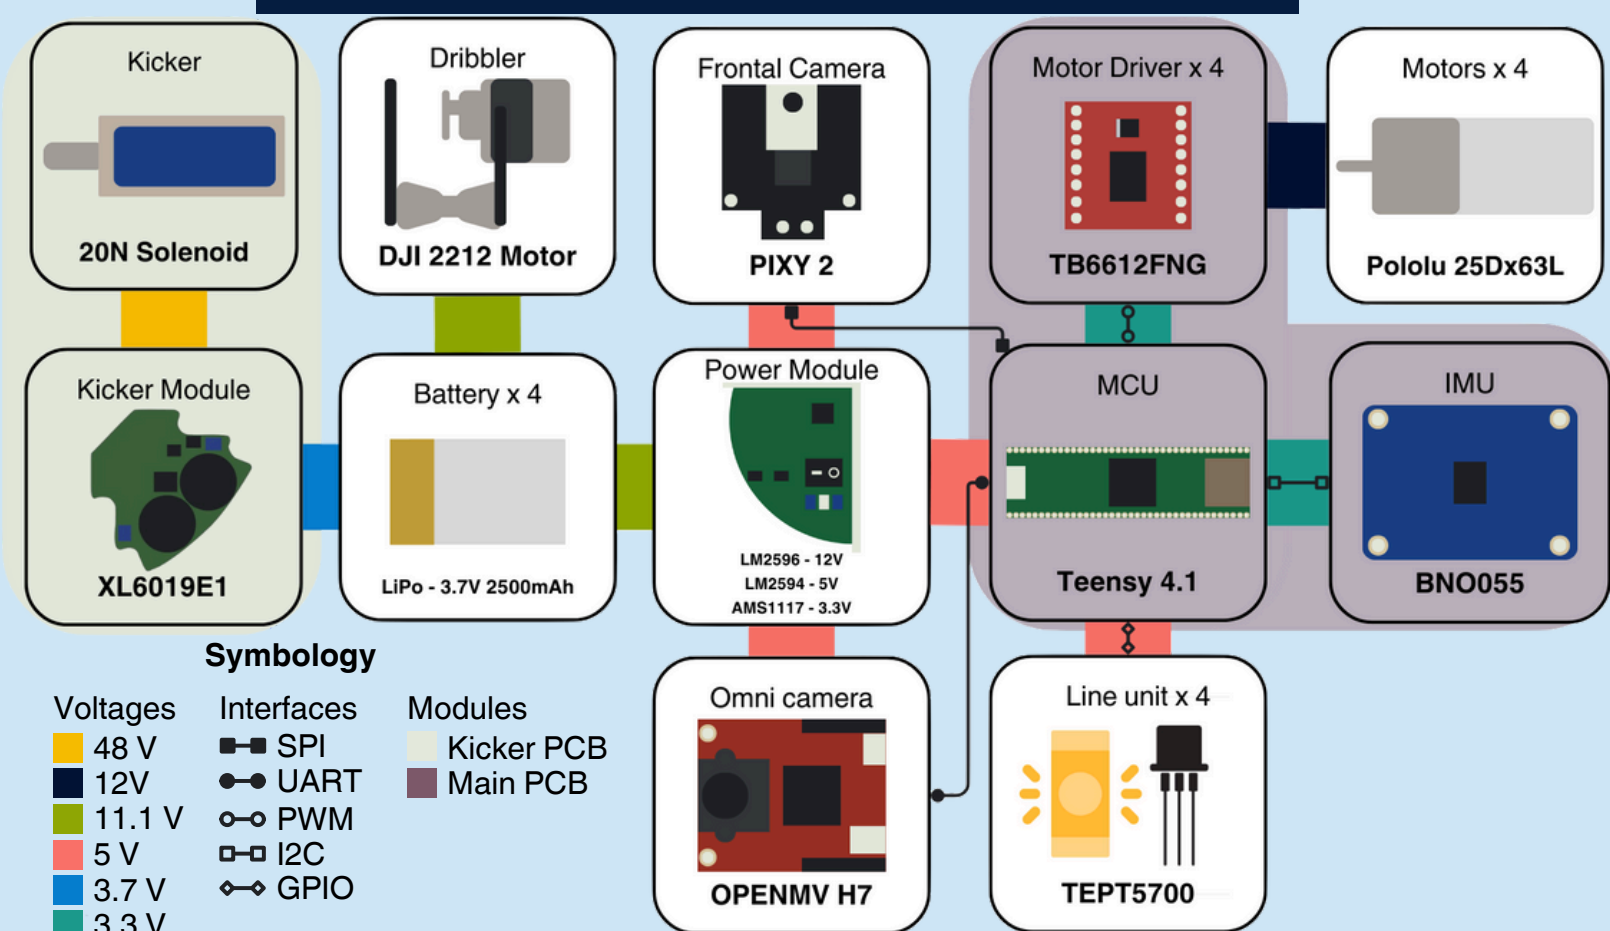 Kicker
20N Solenoid
Dribbler
DJI 2212 Motor
Frontal Camera
PIXY 2
Motor Driver x 4
TB6612FNG
Motors x 4
Pololu 25Dx63L
Kicker Module
XL6019E1
Battery x 4
LiPo - 3.7V 2500mAh
Power Module
LM2596 - 12V
LM2594 - 5V
AMS1117 - 3.3V
MCU
Teensy 4.1
IMU
BNO055
Omni camera
OPENMV H7
Line unit x 4
TEPT5700
Symbology
Voltages
48 V
12V
11.1 V
5 V
3.7 V
3.3 V
Interfaces
SPI
UART
PWM
I2C
GPIO
Modules
Kicker PCB
Main PCB